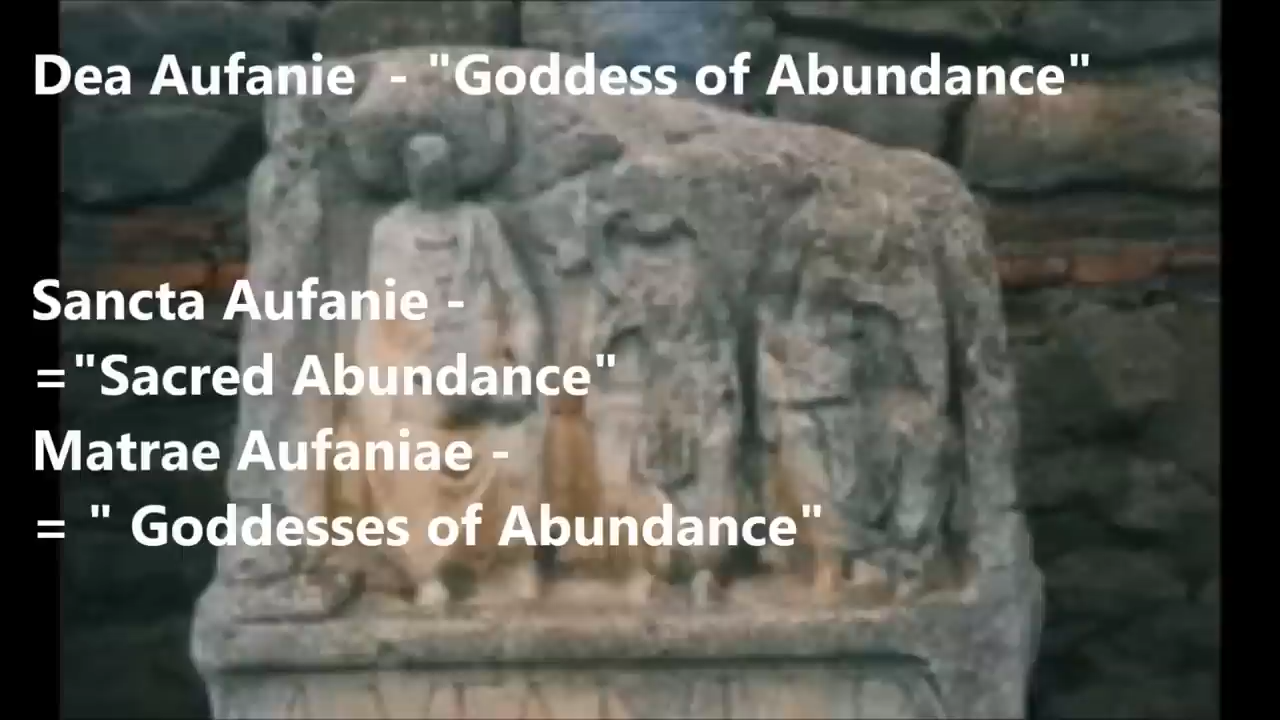 Dea Aufanie - "Goddess of Abundance"
Sancta Aufanie -
="Sacred Abundance"
Matrae Aufaniae -
= " Goddesses of Abundance"